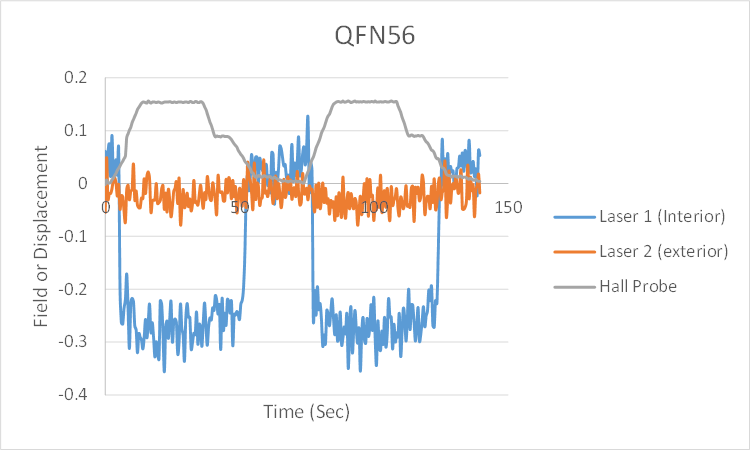 QFN56
0.2
0.1
0
-0.1
-0.2
-0.3
-0.4
0
50
100
150
Field or Displacement
Time (Sec)
Laser 1 (Interior)
Laser 2 (exterior)
Hall Probe